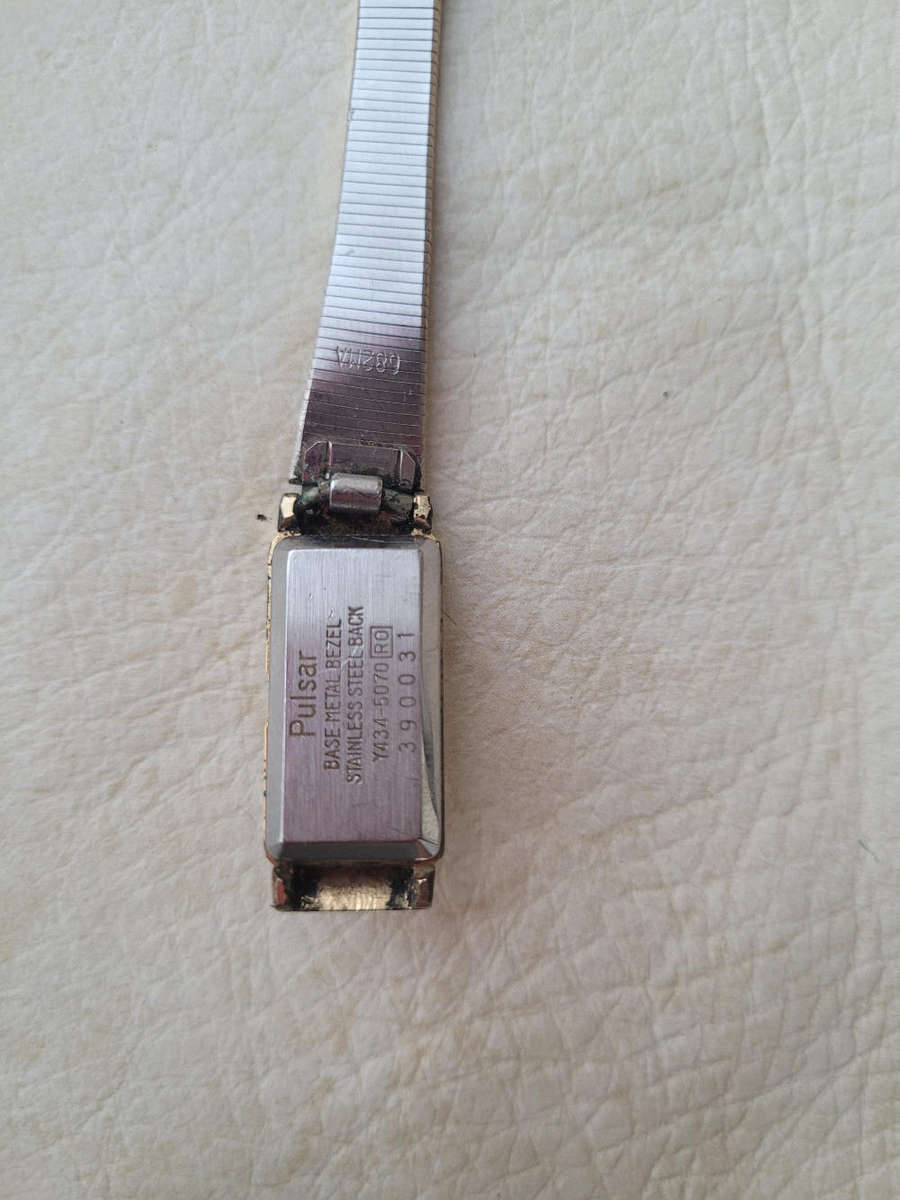 Pulsar
BASE METAL BEZEL
STAINLESS STEEL BACK
Y434-5070 R0
390031